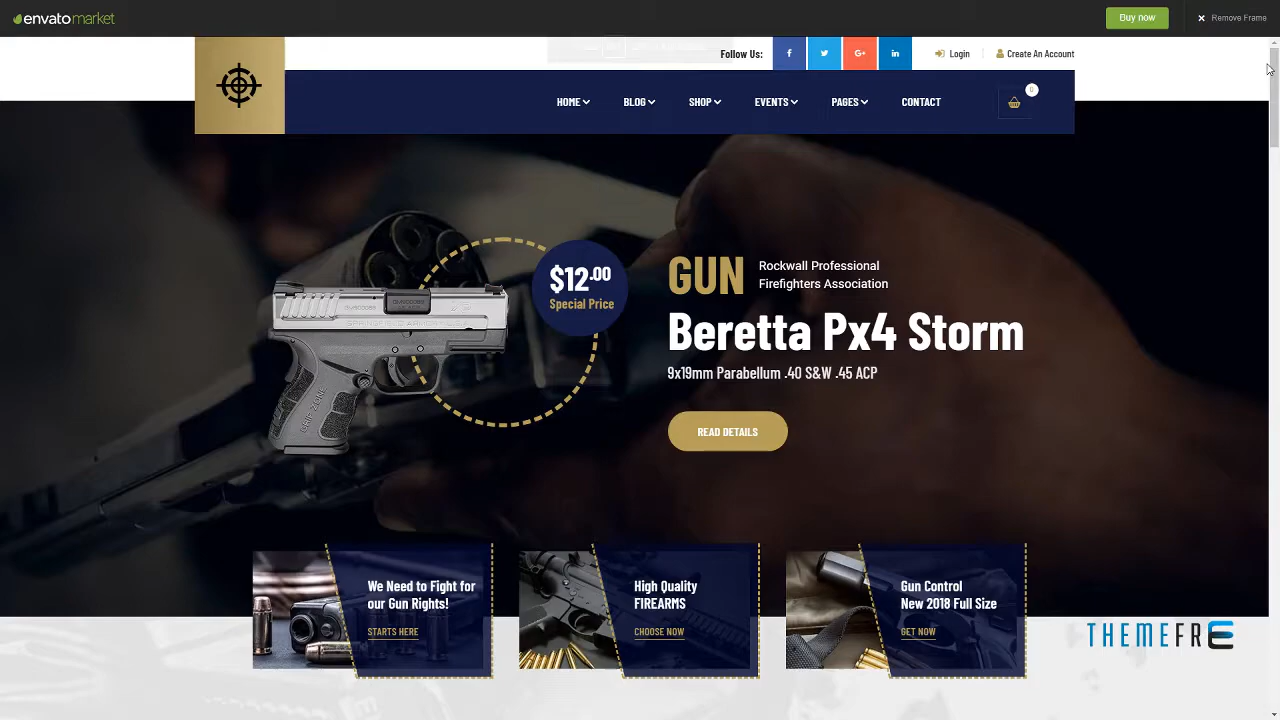 envatomarket
Buy now
Remove Frame
Follow Us:
Login
Create An Account
HOME
BLOG
SHOP
EVENTS
PAGES
CONTACT
0
$12.00
Special Price
GUN
Rockwall Professional
Firefighters Association
Beretta Px4 Storm
9x19mm Parabellum .40 S&W .45 ACP
READ DETAILS
We Need to Fight for
our Gun Rights!
STARTS HERE
High Quality
FIREARMS
CHOOSE NOW
Gun Control
New 2018 Full Size
GET NOW
THEMEFRE